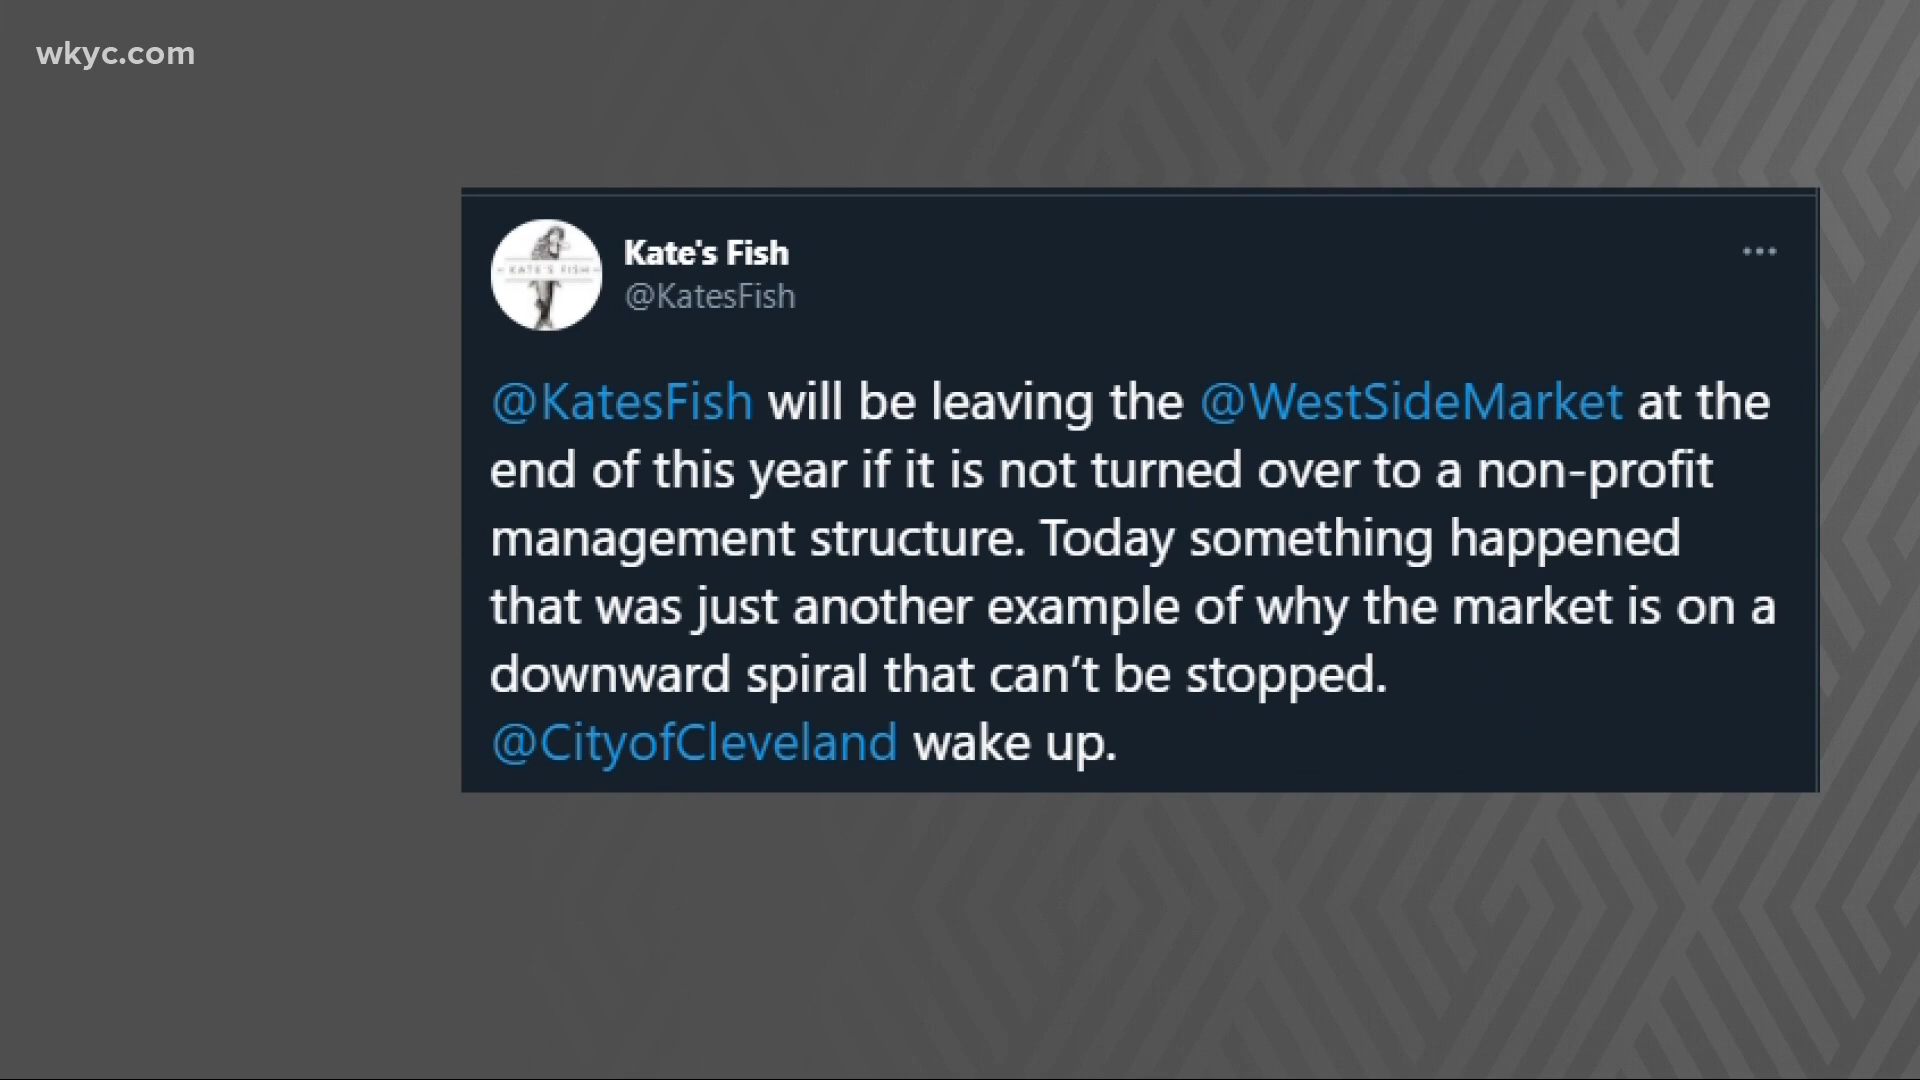 wkyc.com
Kate's Fish
@KatesFish
KATE'S FISH
@KatesFish will be leaving the @WestSideMarket at the
end of this year if it is not turned over to a non-profit
management structure. Today something happened
that was just another example of why the market is on a
downward spiral that can’t be stopped.
@CityofCleveland wake up.